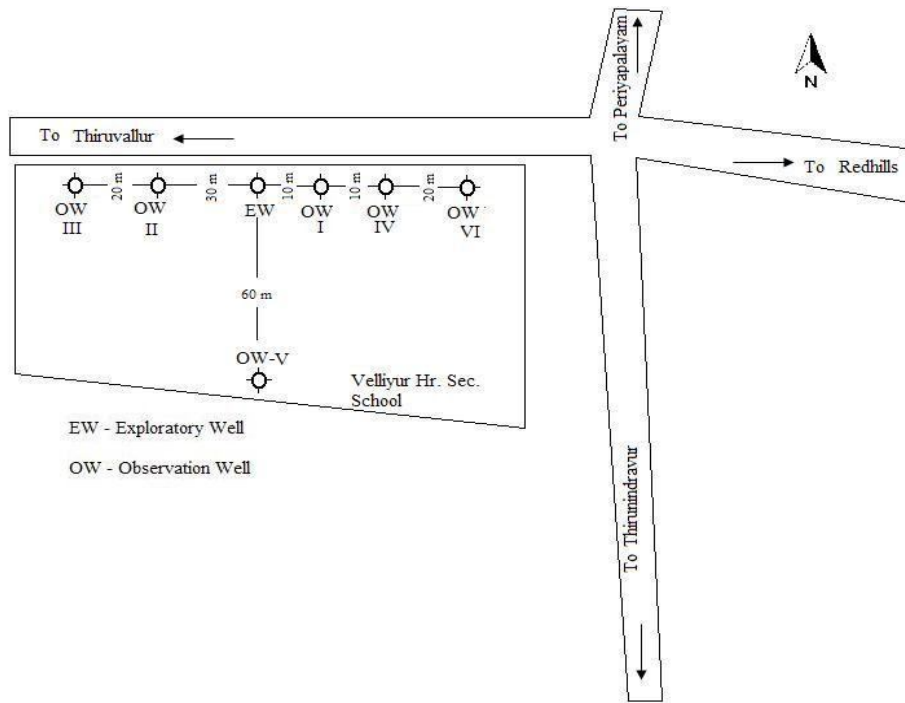 To Periyapalayam
N
To Thiruvallur
To Redhills
20 m
30 m
10 m
10 m
20 m
OW III
OW II
EW
OW I
OW IV
OW VI
60 m
OW-V
Velliyur Hr. Sec.
School
EW - Exploratory Well
OW - Observation Well
To Thirunindravur